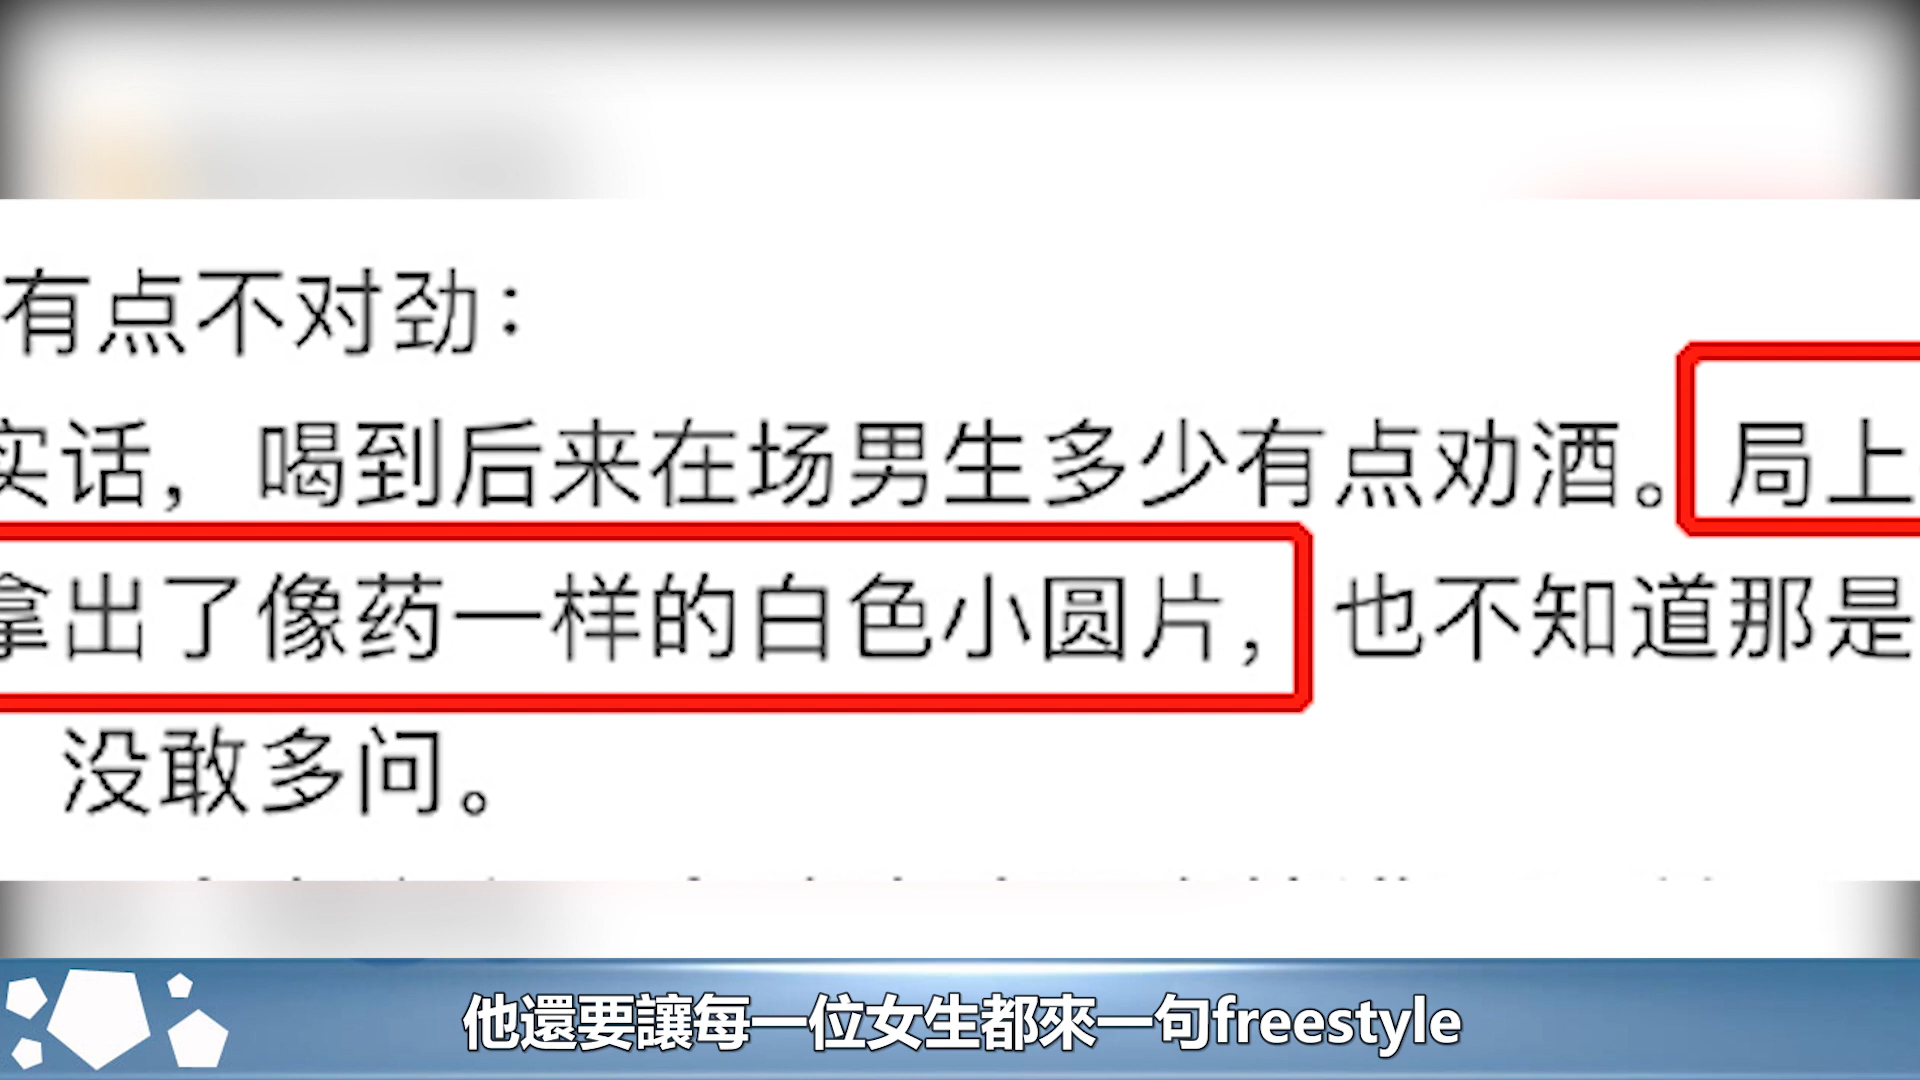 有点不对劲：
实话，喝到后来在场男生多少有点劝酒。局上
拿出了像药一样的白色小圆片，也不知道那是
没敢多问。
他還要讓每一位女生都來一句freestyle